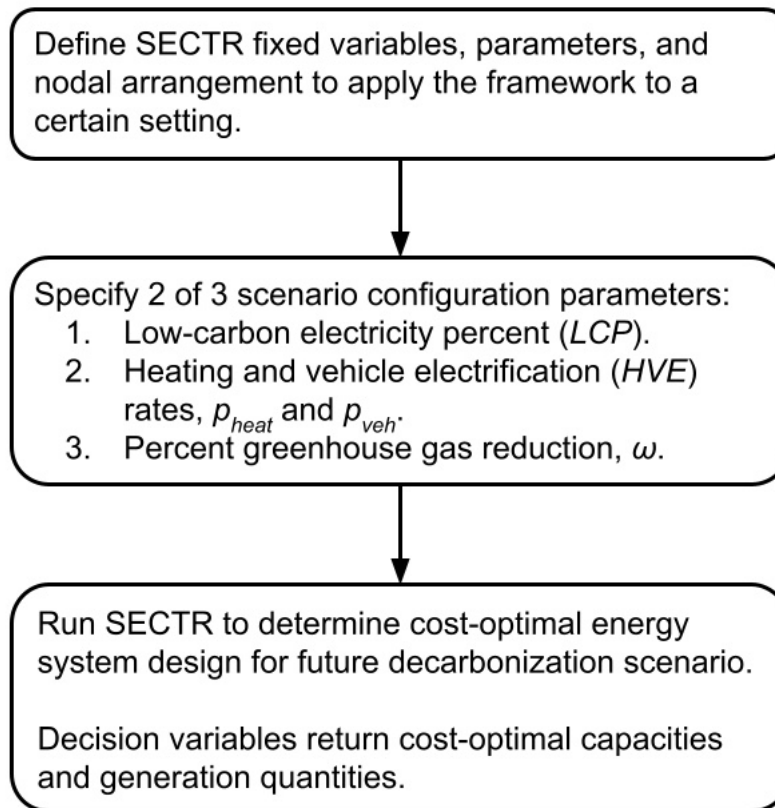 Define SECTR fixed variables, parameters, and
nodal arrangement to apply the framework to a
certain setting.
Specify 2 of 3 scenario configuration parameters:
1. Low-carbon electricity percent (LCP).
2. Heating and vehicle electrification (HVE)
rates, p_heat and p_veh.
3. Percent greenhouse gas reduction, ω.
Run SECTR to determine cost-optimal energy
system design for future decarbonization scenario.
Decision variables return cost-optimal capacities
and generation quantities.